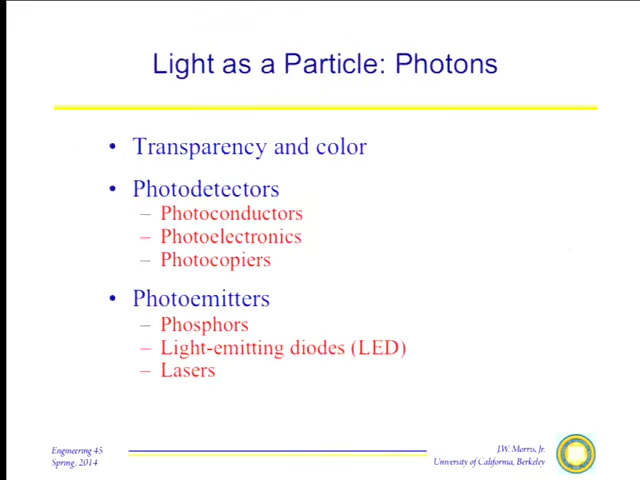 Light as a Particle: Photons
• Transparency and color
• Photodetectors
– Photoconductors
– Photoelectronics
– Photocopiers
• Photoemitters
– Phosphors
– Light-emitting diodes (LED)
– Lasers
Engineering 45
Spring, 2014
J.W. Morris, Jr.
University of California, Berkeley